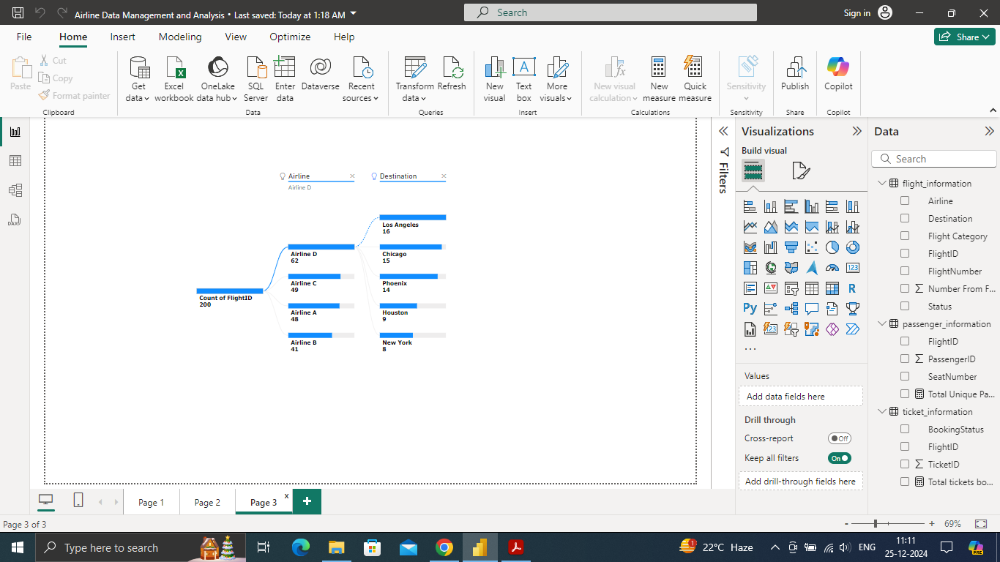 Airline Data Management and Analysis • Last saved: Today at 1:18 AM
Search
Sign in
File
Home
Insert
Modeling
View
Optimize
Help
Share
Paste
Cut
Copy
Format painter
Clipboard
Get data
Excel workbook
OneLake data hub
SQL Server
Enter data
Dataverse
Recent sources
Data
Transform data
Refresh
Queries
New visual
Text box
More visuals
Insert
New visual calculation
New measure
Quick measure
Calculations
Sensitivity
Sensitivity
Publish
Share
Copilot
Copilot
Airline
Airline D
Destination
Count of FlightID
200
Airline D
62
Airline C
49
Airline A
48
Airline B
41
Los Angeles
16
Chicago
15
Phoenix
14
Houston
9
New York
8
Filters
Visualizations
Build visual
123
R
Py
123
...
Values
Add data fields here
Drill through
Cross-report
Off
Keep all filters
On
Add drill-through fields here
Data
Search
flight_information
Airline
Destination
Flight Category
FlightID
FlightNumber
Number From F...
Status
passenger_information
FlightID
PassengerID
SeatNumber
Total Unique Pa...
ticket_information
BookingStatus
FlightID
TicketID
Total tickets bo...
DAX
Page 1
Page 2
Page 3
x
+
Page 3 of 3
-
+
69%
Type here to search
1
22°C Haze
ENG
11:11
25-12-2024
PRE